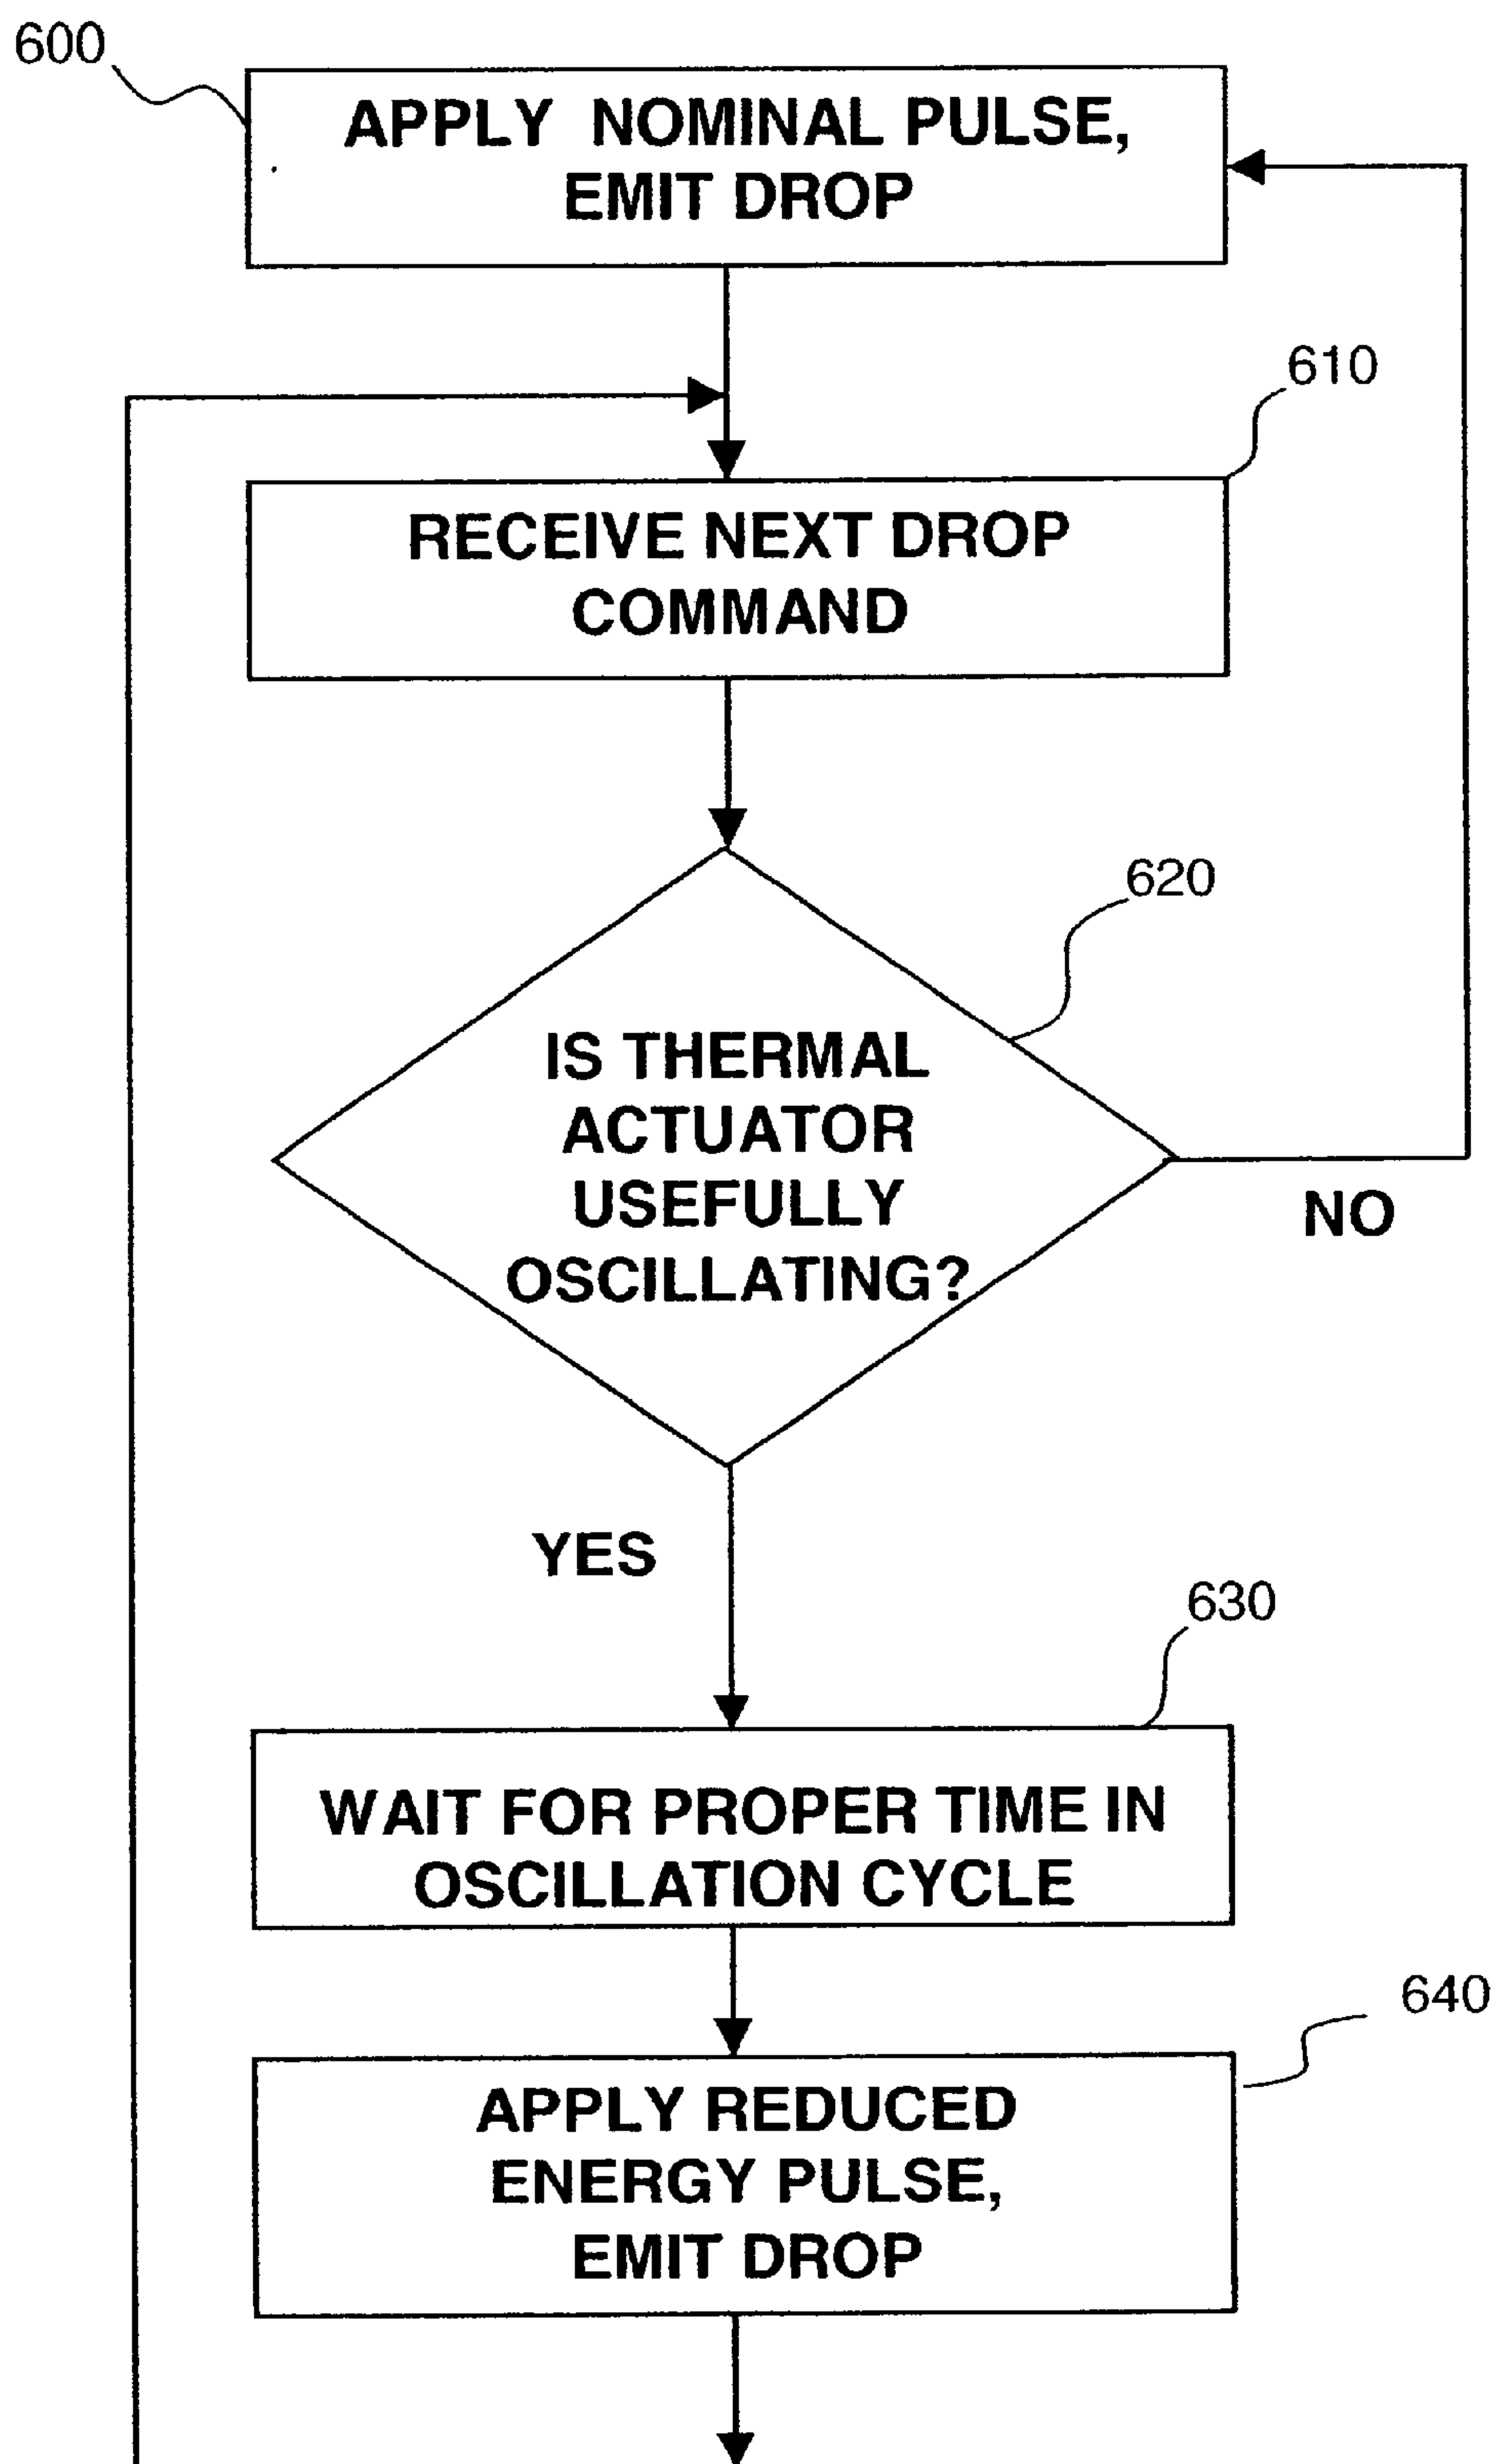 600
APPLY NOMINAL PULSE,
EMIT DROP
610
RECEIVE NEXT DROP
COMMAND
620
IS THERMAL
ACTUATOR
USEFULLY
OSCILLATING?
NO
YES
630
WAIT FOR PROPER TIME IN
OSCILLATION CYCLE
640
APPLY REDUCED
ENERGY PULSE,
EMIT DROP